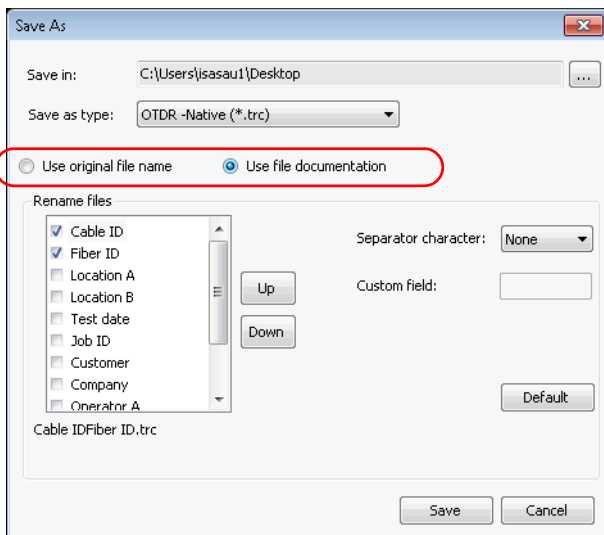 Save As
Save in: C:\Users\isasau1\Desktop ...
Save as type: OTDR -Native (*.trc)
Use original file name Use file documentation
Rename files
Cable ID
Fiber ID
Location A
Location B
Test date
Job ID
Customer
Company
Operator A
Up
Down
Separator character: None
Custom field:
Default
Cable IDFiber ID.trc
Save Cancel